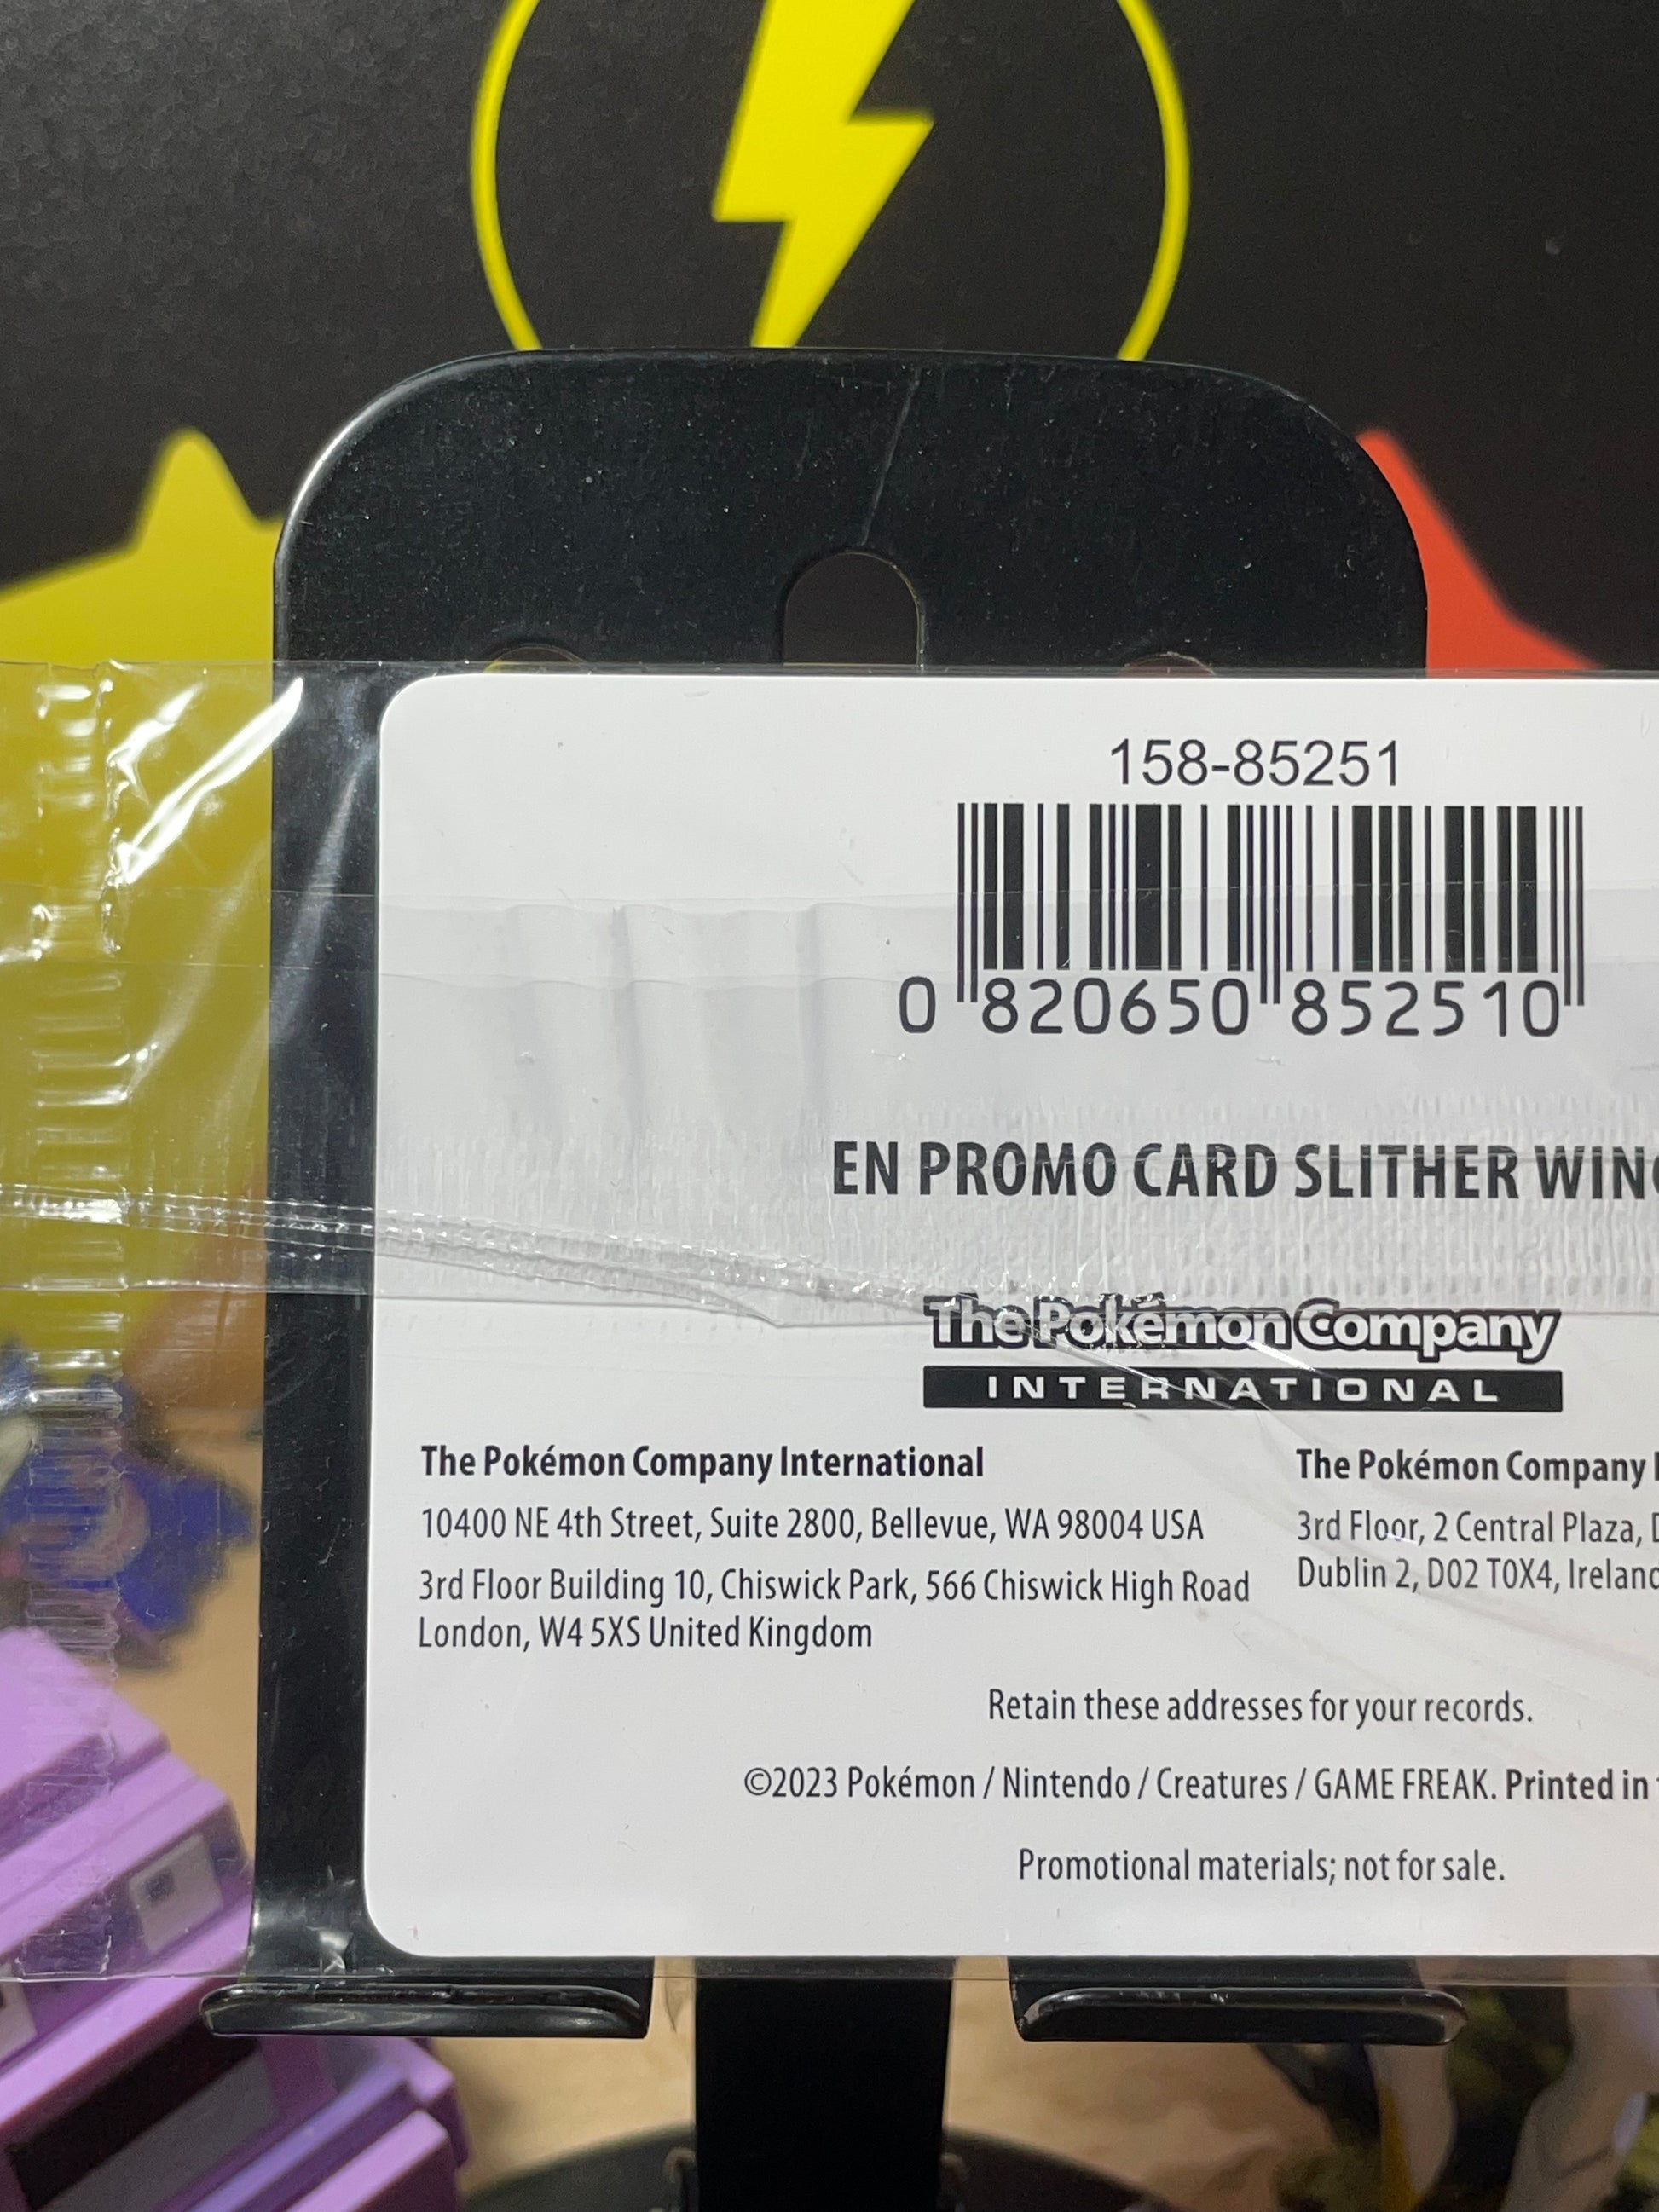 158-85251
0 820650 852510
EN PROMO CARD SLITHER WIN
The Pokémon Company
INTERNATIONAL
The Pokémon Company International
10400 NE 4th Street, Suite 2800, Bellevue, WA 98004 USA
3rd Floor Building 10, Chiswick Park, 566 Chiswick High Road
London, W4 5XS United Kingdom
The Pokémon Company
3rd Floor, 2 Central Plaza,
Dublin 2, D02 T0X4, Ireland
Retain these addresses for your records.
©2023 Pokémon / Nintendo / Creatures / GAME FREAK. Printed in
Promotional materials; not for sale.